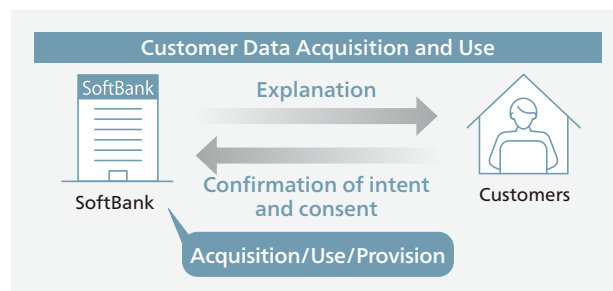 Customer Data Acquisition and Use
SoftBank
Explanation
Confirmation of intent
and consent
SoftBank
Customers
Acquisition/Use/Provision